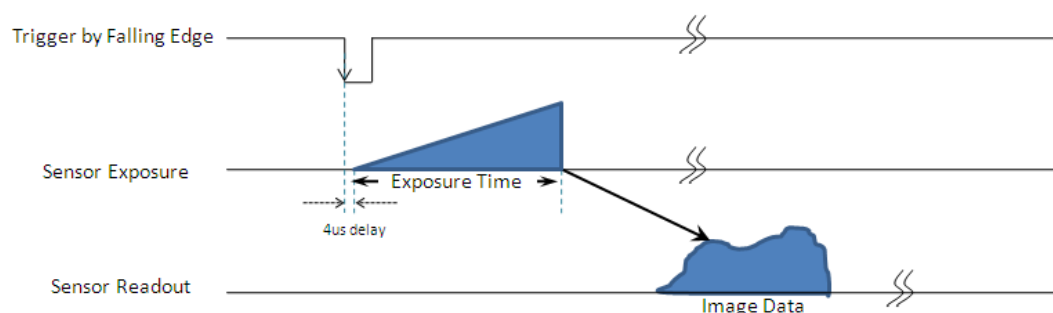 Trigger by Falling Edge
Sensor Exposure
Exposure Time
4us delay
Sensor Readout
Image Data